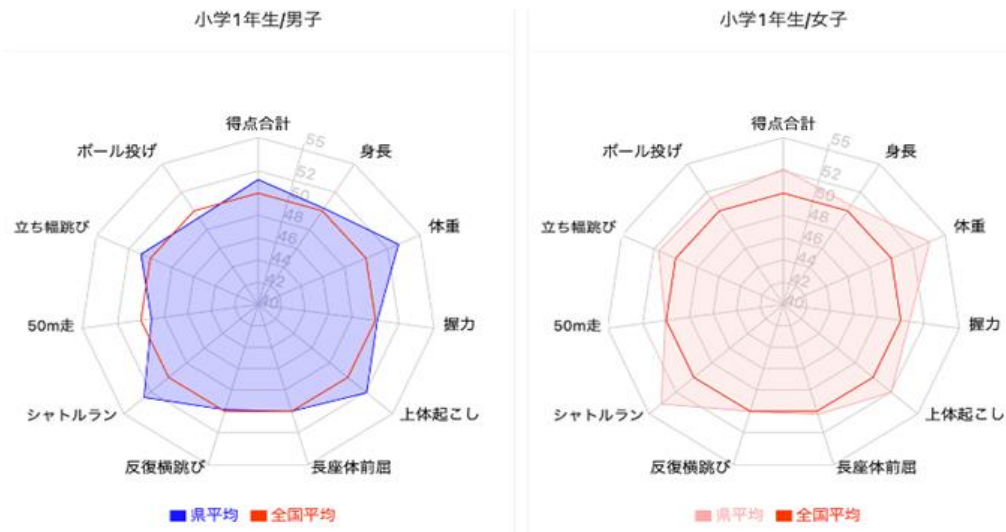 小学1年生/男子
得点合計
身長
体重
握力
上体起こし
長座体前屈
反復横跳び
シャトルラン
50m走
立ち幅跳び
ボール投げ
55
52
50
48
46
44
42
40
県平均 全国平均
小学1年生/女子
得点合計
身長
体重
握力
上体起こし
長座体前屈
反復横跳び
シャトルラン
50m走
立ち幅跳び
ボール投げ
55
52
50
48
46
44
42
40
県平均 全国平均